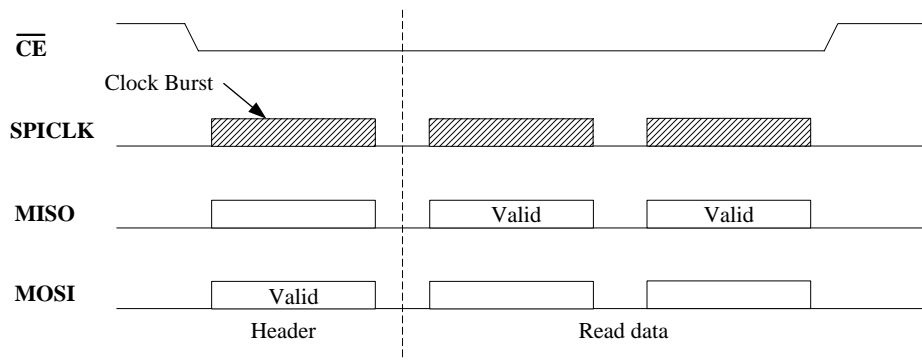 CE
Clock Burst
SPICLK
MISO
Valid
Valid
MOSI
Valid
Header
Read data